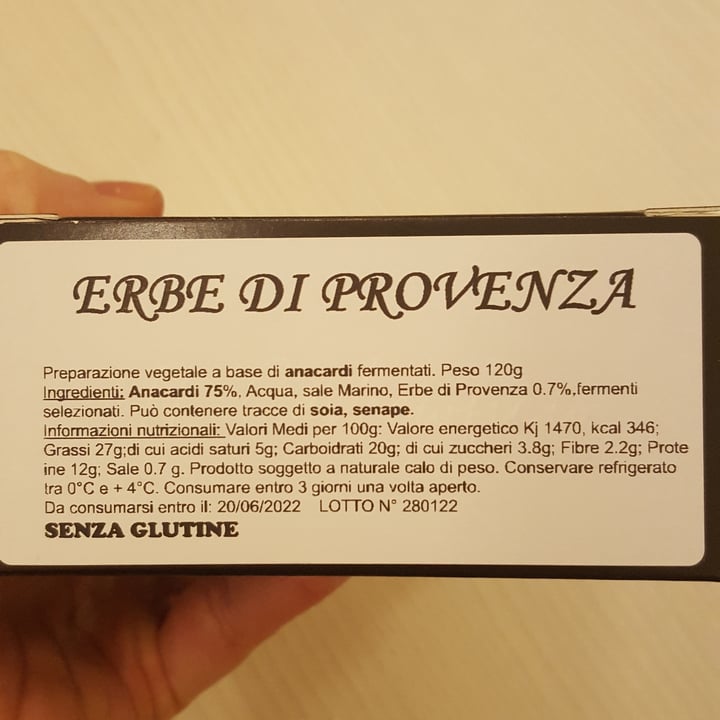 ERBE DI PROVENZA
Preparazione vegetale a base di anacardi fermentati. Peso 120g
Ingredienti: Anacardi 75%, Acqua, sale Marino, Erbe di Provenza 0.7%,fermenti
selezionati. Può contenere tracce di soia, senape.
Informazioni nutrizionali: Valori Medi per 100g: Valore energetico Kj 1470, kcal 346;
Grassi 27g;di cui acidi saturi 5g; Carboidrati 20g; di cui zuccheri 3.8g; Fibre 2.2g; Prote
ine 12g; Sale 0.7 g. Prodotto soggetto a naturale calo di peso. Conservare refrigerato
tra 0°C e + 4°C. Consumare entro 3 giorni una volta aperto.
Da consumarsi entro il: 20/06/2022 LOTTO N° 280122
SENZA GLUTINE